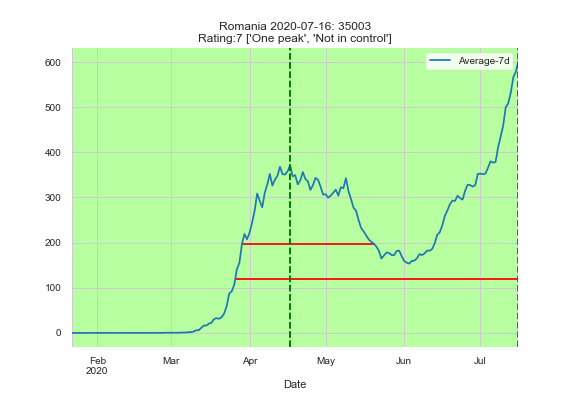 Romania 2020-07-16: 35003
Rating:7 ['One peak', 'Not in control']
Average-7d
600
500
400
300
200
100
0
Feb Mar Apr May Jun Jul
2020
Date